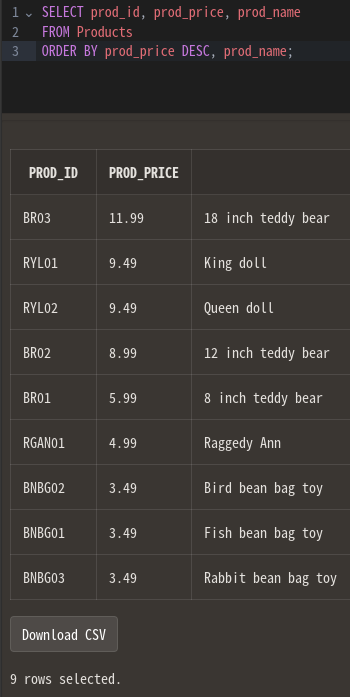 1 SELECT prod_id, prod_price, prod_name
2 FROM Products
3 ORDER BY prod_price DESC, prod_name;
PROD_ID PROD_PRICE
BR03 11.99 18 inch teddy bear
RYL01 9.49 King doll
RYL02 9.49 Queen doll
BR02 8.99 12 inch teddy bear
BR01 5.99 8 inch teddy bear
RGAN01 4.99 Raggedy Ann
BNBG02 3.49 Bird bean bag toy
BNBG01 3.49 Fish bean bag toy
BNBG03 3.49 Rabbit bean bag toy
Download CSV
9 rows selected.